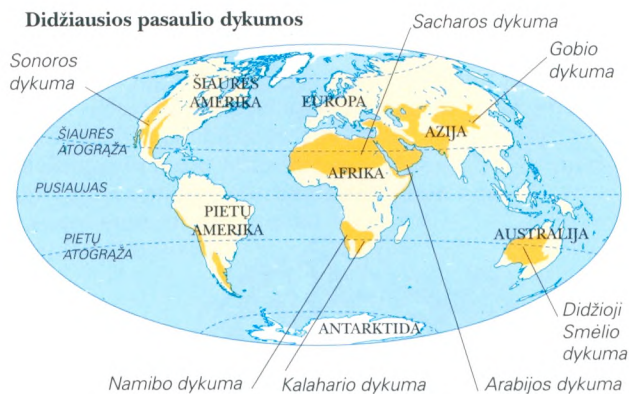 Didžiausios pasaulio dykumos
Sacharos dykuma
Gobio
dykuma
Sonoros
dykuma
ŠIAURĖS
AMERIKA
EUROPA
AZIJA
ŠIAURĖS
ATOGRĄŽA
AFRIKA
PUSIAUJAS
PIETŲ
AMERIKA
PIETŲ
ATOGRĄŽA
AUSTRALIJA
Didžioji
Smėlio
dykuma
ANTARKTIDA
Namibo dykuma
Kalahario dykuma
Arabijos dykuma